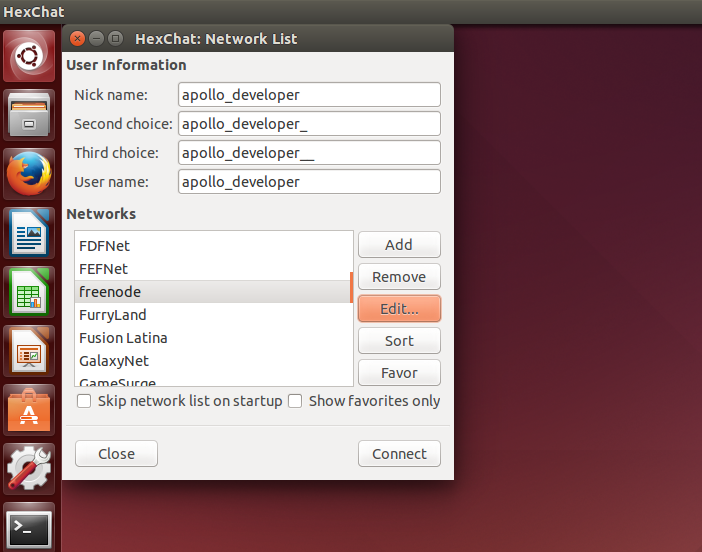 HexChat
HexChat: Network List
User Information
Nick name: apollo_developer
Second choice: apollo_developer_
Third choice: apollo_developer__
User name: apollo_developer
Networks
FDFNet
FEFNet
freenode
FurryLand
Fusion Latina
GalaxyNet
GameSurge
Add
Remove
Edit...
Sort
Favor
Skip network list on startup Show favorites only
Close Connect